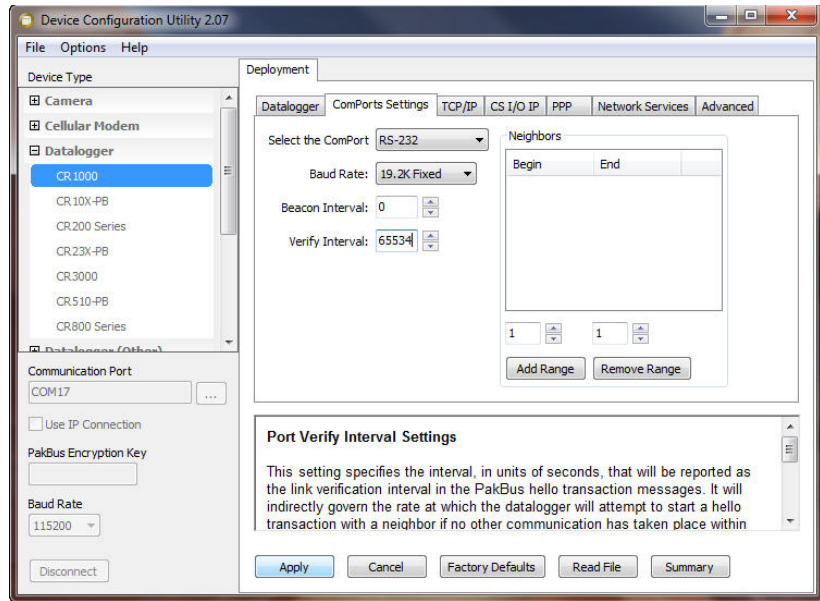 Device Configuration Utility 2.07
File Options Help
Device Type
Camera
Cellular Modem
Datalogger
CR1000
CR10X-PB
CR200 Series
CR23X-PB
CR3000
CR510-PB
CR800 Series
Datalogger (Other)
Communication Port
COM17
...
Use IP Connection
PakBus Encryption Key
Baud Rate
115200
Disconnect
Deployment
Datalogger ComPorts Settings TCP/IP CS I/O IP PPP Network Services Advanced
Select the ComPort RS-232
Baud Rate: 19.2K Fixed
Beacon Interval: 0
Verify Interval: 65534
Neighbors
Begin End
1 1
Add Range Remove Range
Port Verify Interval Settings
This setting specifies the interval, in units of seconds, that will be reported as
the link verification interval in the PakBus hello transaction messages. It will
indirectly govern the rate at which the datalogger will attempt to start a hello
transaction with a neighbor if no other communication has taken place within
Apply Cancel Factory Defaults Read File Summary